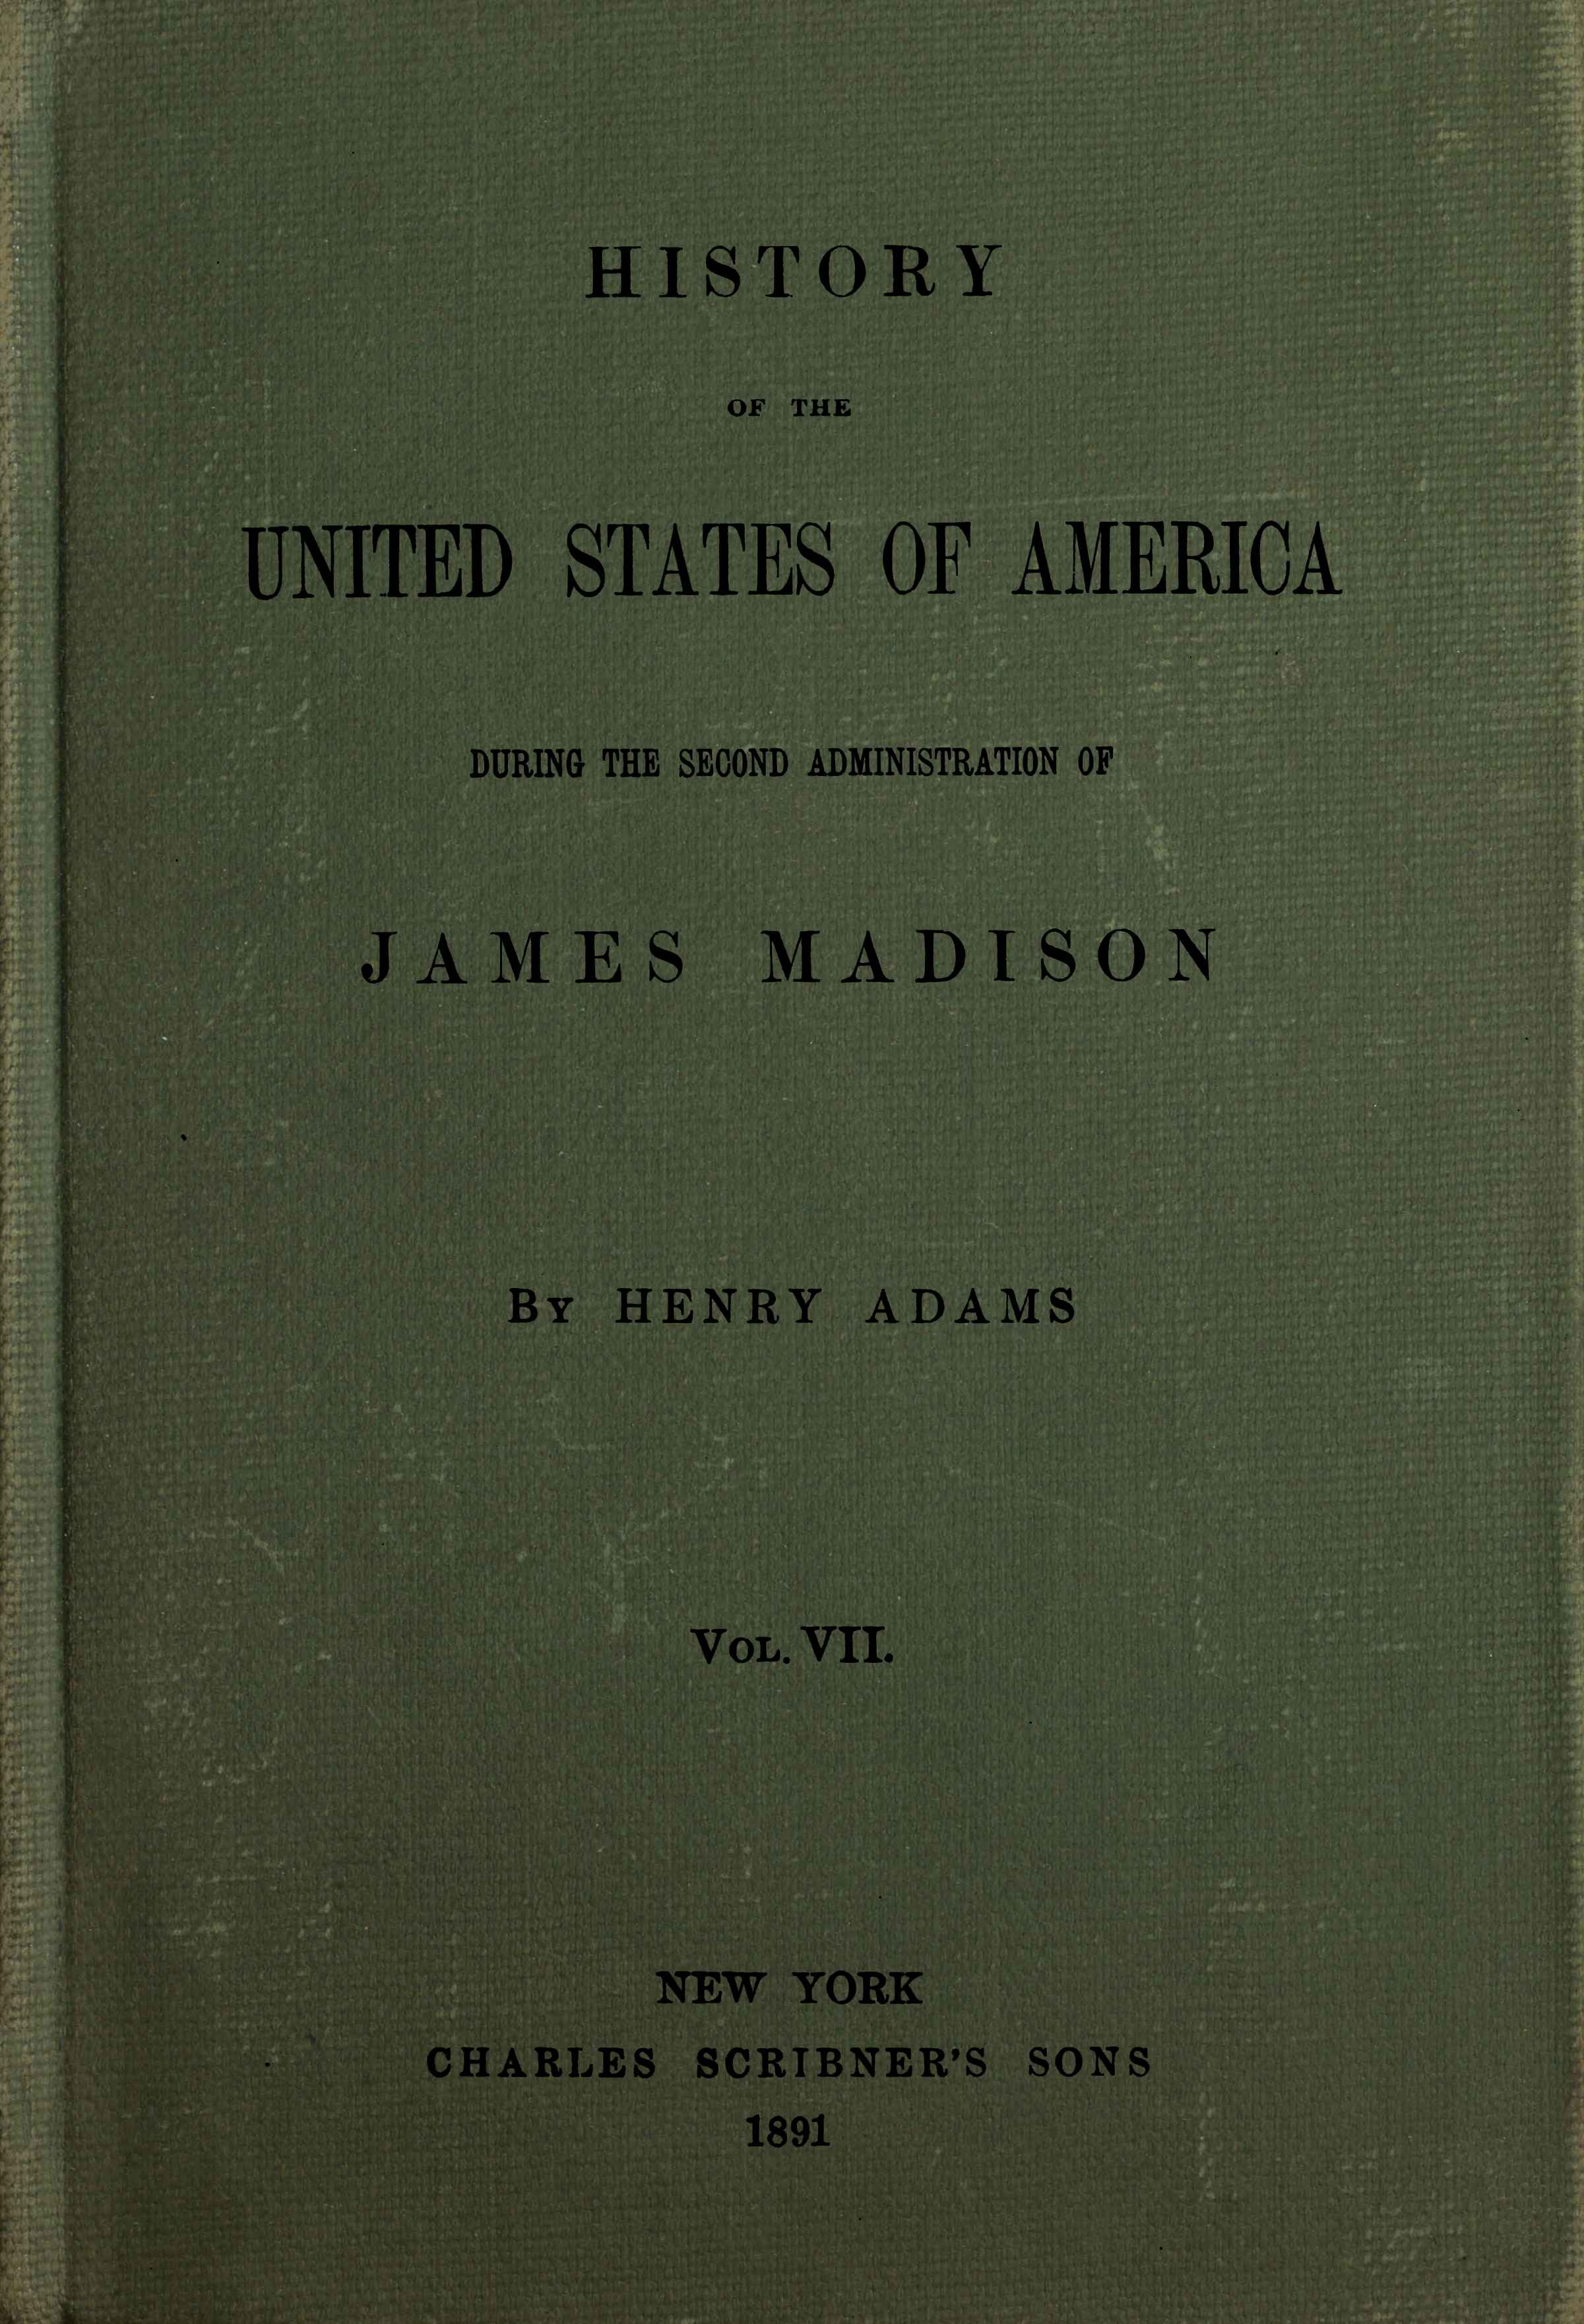 HISTORY
OF THE
UNITED STATES OF AMERICA
DURING THE SECOND ADMINISTRATION OF
JAMES MADISON
By HENRY ADAMS
Vol. VII.
NEW YORK
CHARLES SCRIBNER'S SONS
1891